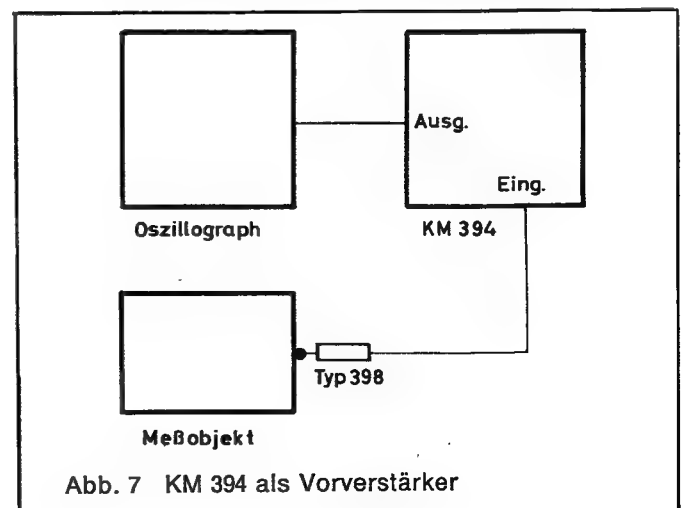 Ausg.
Eing.
Oszillograph
KM 394
Typ 398
Meßobjekt
Abb. 7 KM 394 als Vorverstärker